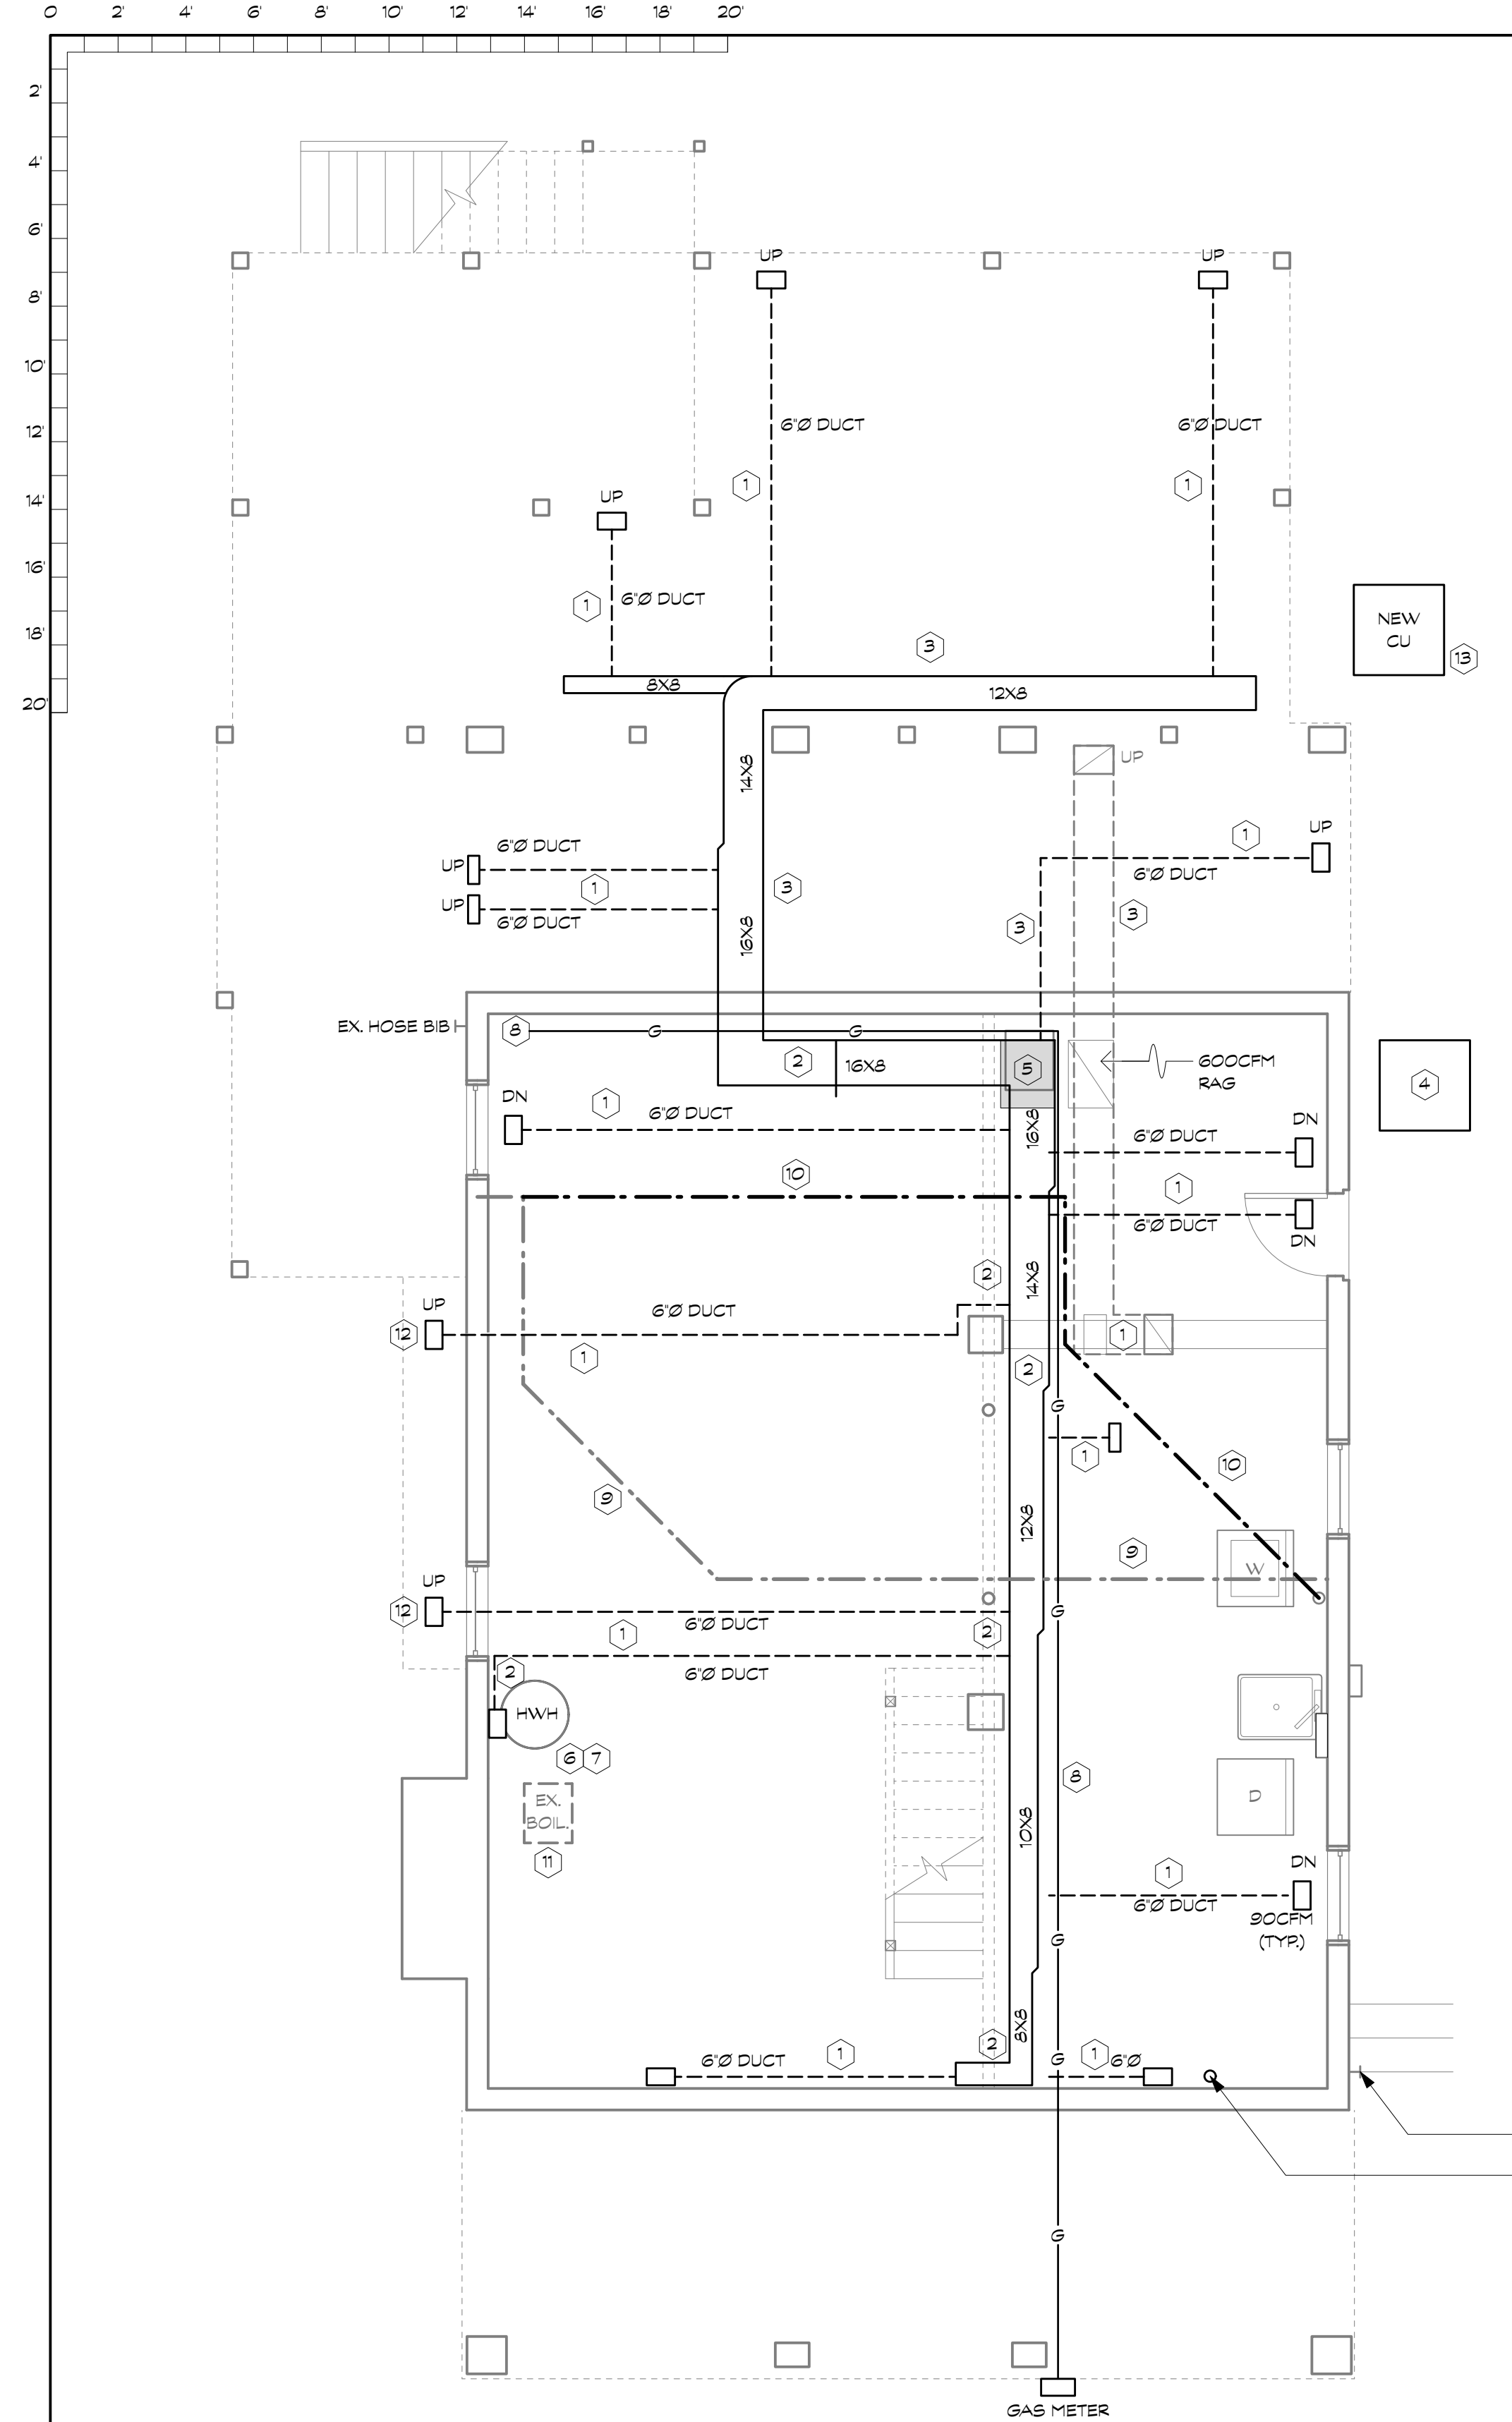 0 2' 4' 6' 8' 10' 12' 14' 16' 18' 20'
2'
4'
6'
8'
10'
12'
14'
16'
18'
20'
UP
UP
6"Ø DUCT
6"Ø DUCT
1
1
UP
1
6"Ø DUCT
3
NEW
CU
13
8X8
12X8
14X8
UP
6"Ø DUCT
UP
1
UP
6"Ø DUCT
UP
1
6"Ø DUCT
3
3
3
16X8
EX. HOSE BIB
8
G
G
2
16X8
5
600CFM
RAG
4
DN
1
6"Ø DUCT
16X8
6"Ø DUCT
DN
10
1
6"Ø DUCT
DN
2
14X8
UP
6"Ø DUCT
12
1
1
2
G
1
10
9
12X8
9
W
UP
12
G
6"Ø DUCT
1
2
6"Ø DUCT
2
HWH
6
7
8
EX.
BOIL.
D
10X8
11
DN
1
6"Ø DUCT
90CFM
(TYP.)
G
8X8
2
1
6"Ø DUCT
G
1
6"Ø
G
GAS METER